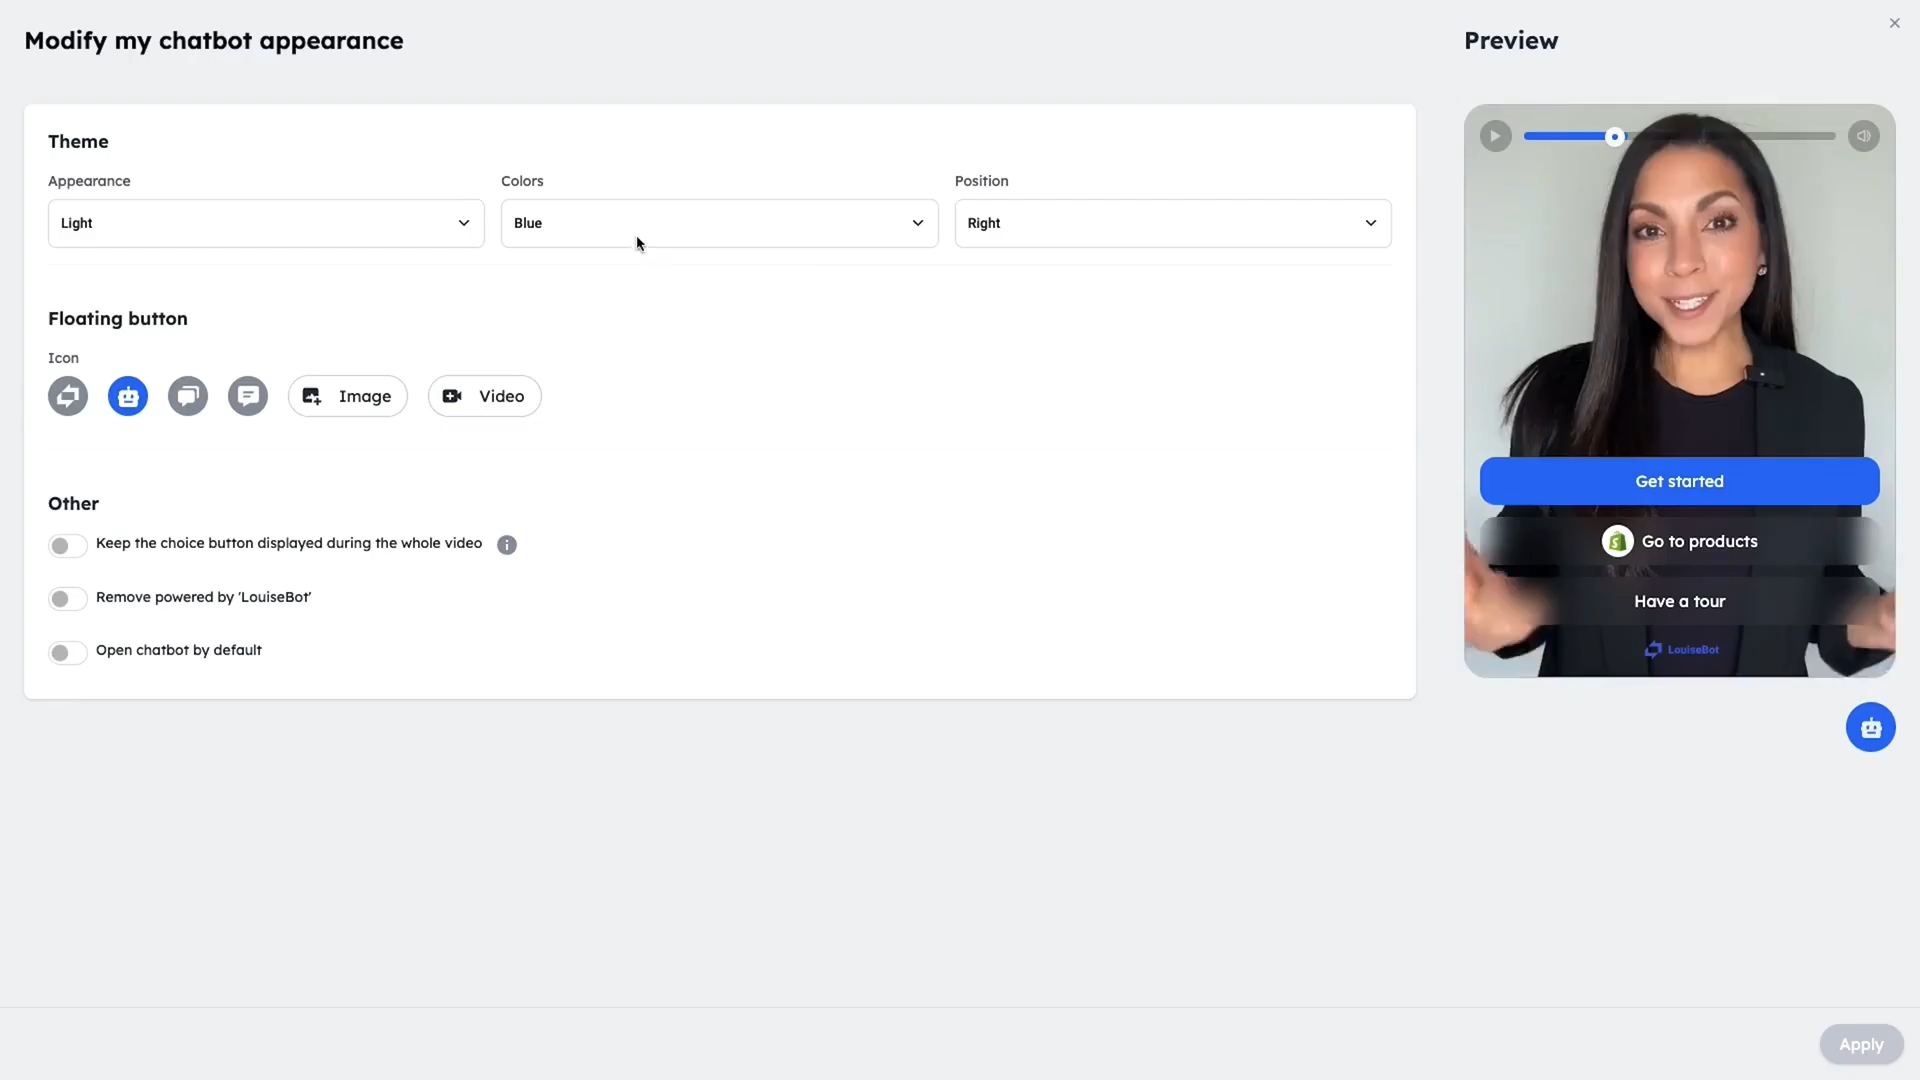 Modify my chatbot appearance
Preview
Theme
Appearance
Colors
Position
Light
Blue
Right
Floating button
Icon
Image
Video
Other
Keep the choice button displayed during the whole video
Remove powered by 'LouiseBot'
Open chatbot by default
Get started
Go to products
Have a tour
LouiseBot
Apply